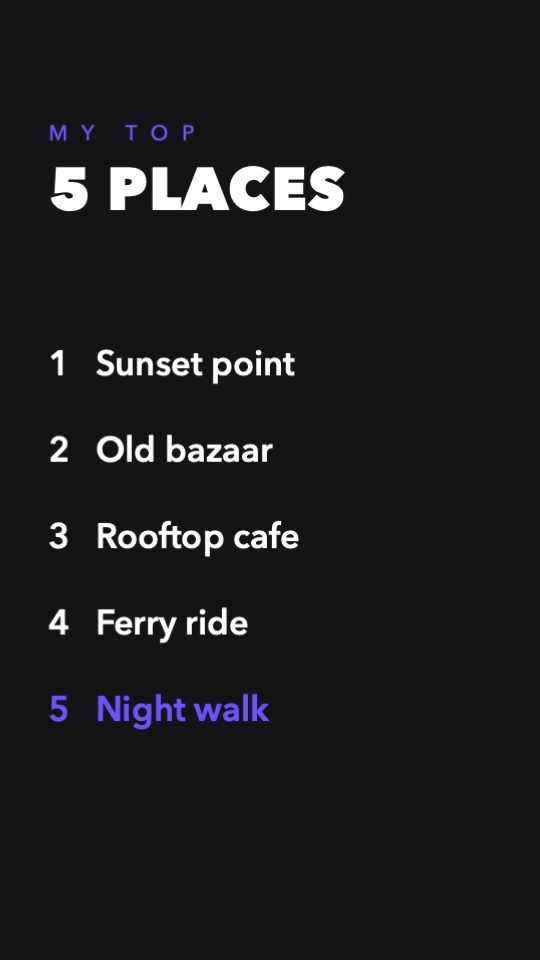 MY TOP
5 PLACES
1 Sunset point
2 Old bazaar
3 Rooftop cafe
4 Ferry ride
5 Night walk